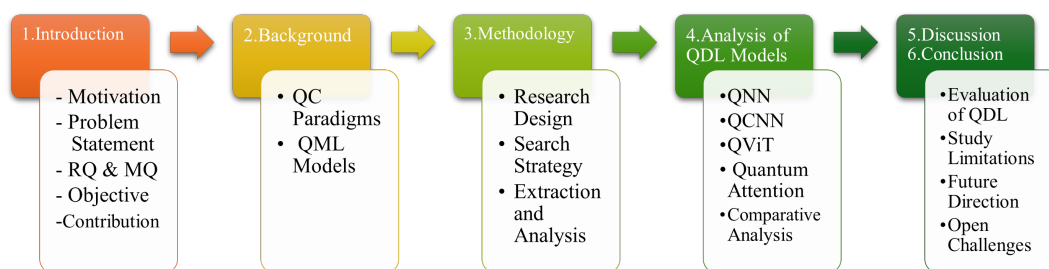 1.Introduction
- Motivation
- Problem
Statement
- RQ & MQ
- Objective
-Contribution
2.Background
• QC
Paradigms
• QML
Models
3.Methodology
• Research
Design
• Search
Strategy
• Extraction
and
Analysis
4.Analysis of
QDL Models
•QNN
•QCNN
•QViT
• Quantum
Attention
•Comparative
Analysis
5.Discussion
6.Conclusion
•Evaluation
of QDL
•Study
Limitations
•Future
Direction
•Open
Challenges